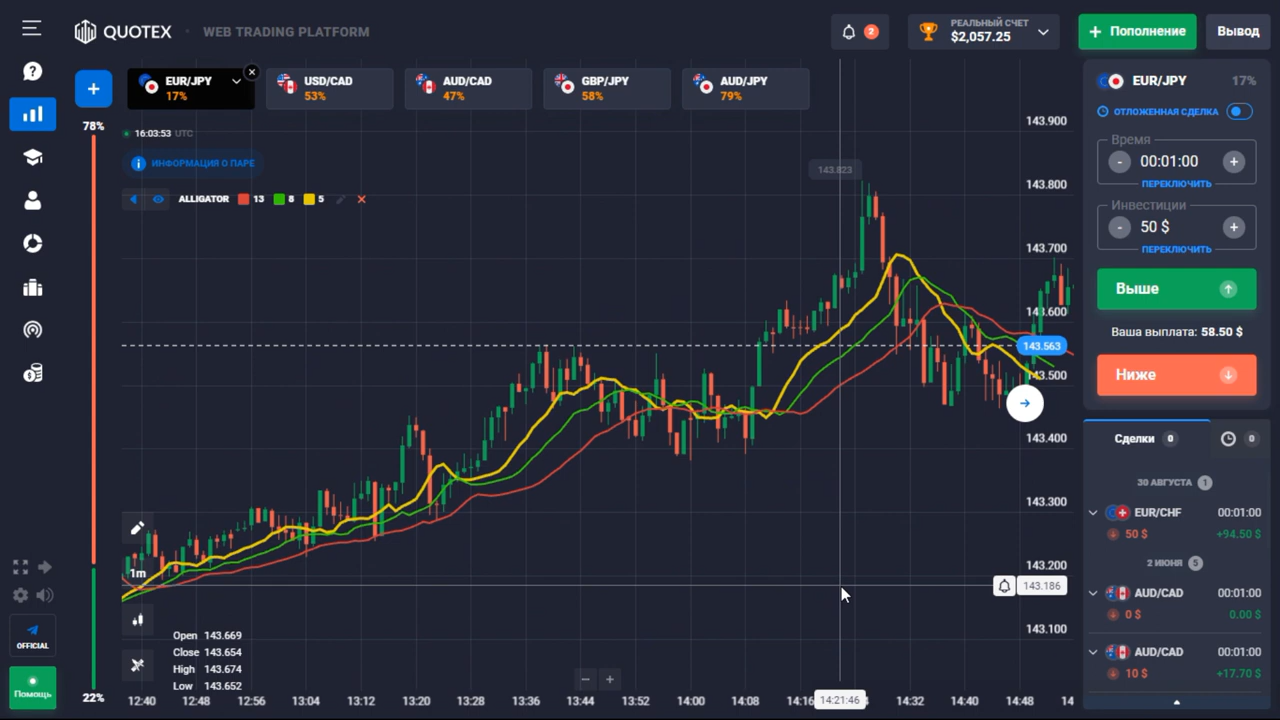 QUOTEX
WEB TRADING PLATFORM
2
РЕАЛЬНЫЙ СЧЕТ
$2,057.25
+ Пополнение
Вывод
EUR/JPY
17%
USD/CAD
53%
AUD/CAD
47%
GBP/JPY
58%
AUD/JPY
79%
78%
16:03:53 UTC
ИНФОРМАЦИЯ О ПАРЕ
ALLIGATOR 13 8 5
143.823
143.900
143.800
143.700
143.600
143.563
143.500
143.400
143.300
143.200
143.186
143.100
1m
Open 143.669
Close 143.654
High 143.674
Low 143.652
22%
12:40 12:48 12:56 13:04 13:12 13:20 13:28 13:36 13:44 13:52 14:00 14:08 14:16 14:21:46 14:32 14:40 14:48
OFFICIAL
Помощь
EUR/JPY 17%
ОТЛОЖЕННАЯ СДЕЛКА
Время
- 00:01:00 +
ПЕРЕКЛЮЧИТЬ
Инвестиции
- 50 $ +
ПЕРЕКЛЮЧИТЬ
Выше
Ваша выплата: 58.50 $
Ниже
Сделки 0 0
30 АВГУСТА 1
EUR/CHF 00:01:00
50 $ +94.50 $
2 ИЮНЯ 5
AUD/CAD 00:01:00
0 $ 0.00 $
AUD/CAD 00:01:00
10 $ +17.70 $